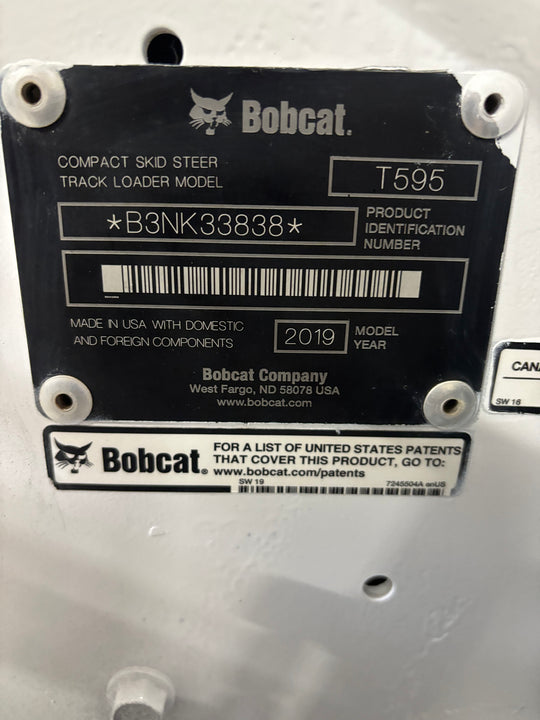 Bobcat.
COMPACT SKID STEER
TRACK LOADER MODEL
T595
*B3NK33838*
PRODUCT
IDENTIFICATION
NUMBER
MADE IN USA WITH DOMESTIC
AND FOREIGN COMPONENTS
2019
MODEL
YEAR
Bobcat Company
West Fargo, ND 58078 USA
www.bobcat.com
CAN
SW 16
Bobcat.
FOR A LIST OF UNITED STATES PATENTS
THAT COVER THIS PRODUCT, GO TO:
www.bobcat.com/patents
SW 19
7245504A enUS